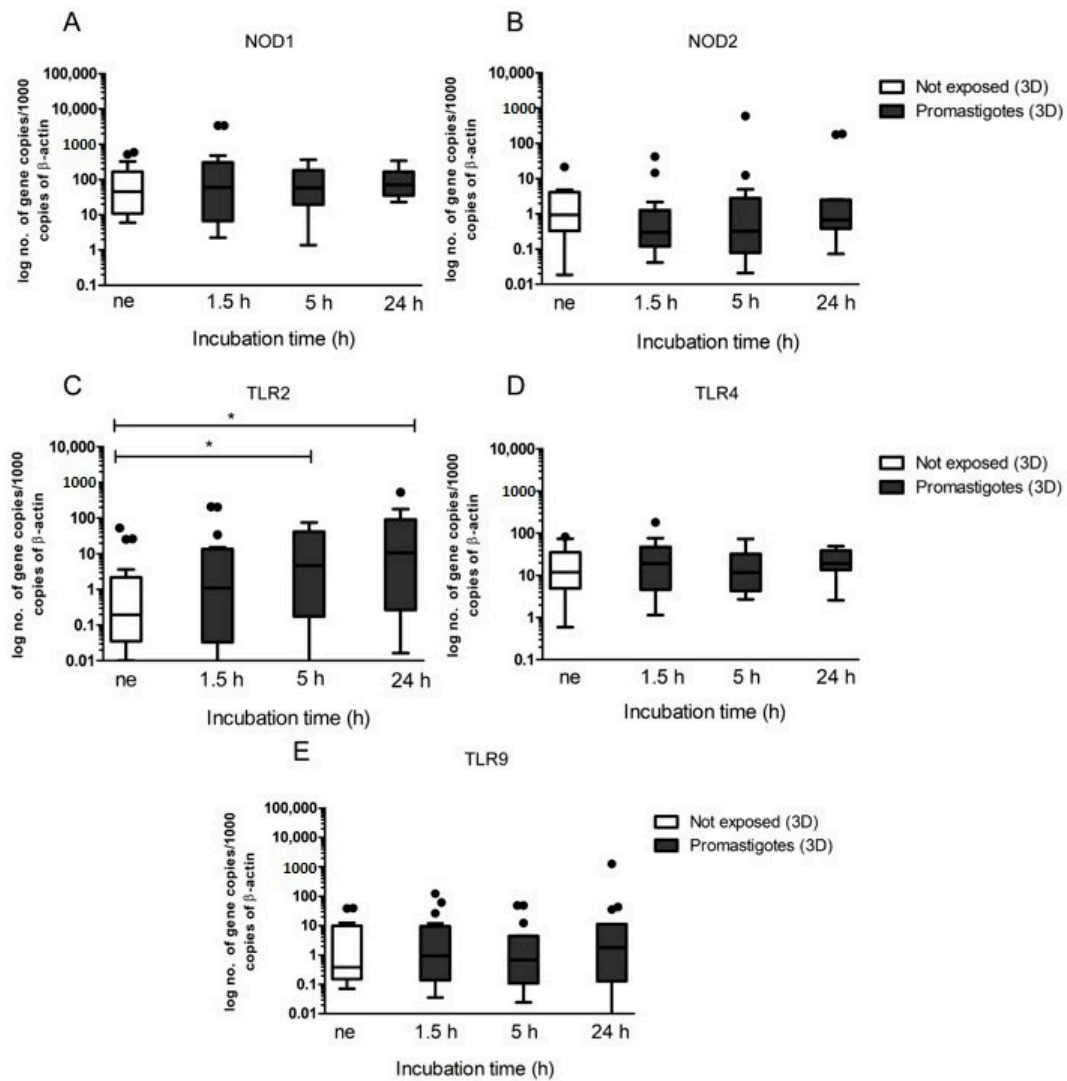 A
NOD1
log no. of gene copies/1000
copies of β-actin
100,000
10,000
1000
100
10
1
0.1
ne
1.5 h
5 h
24 h
Incubation time (h)
B
NOD2
log no. of gene copies/1000
copies of β-actin
10,000
1000
100
10
1
0.1
0.01
ne
1.5 h
5 h
24 h
Incubation time (h)
Not exposed (3D)
Promastigotes (3D)
C
TLR2
*
*
log no. of gene copies/1000
copies of β-actin
10,000
1000
100
10
1
0.1
0.01
ne
1.5 h
5 h
24 h
Incubation time (h)
D
TLR4
log no. of gene copies/1000
copies of β-actin
10,000
1000
100
10
1
0.1
ne
1.5 h
5 h
24 h
Incubation time (h)
Not exposed (3D)
Promastigotes (3D)
E
TLR9
log no. of gene copies/1000
copies of β-actin
100,000
10,000
1000
100
10
1
0.1
0.01
ne
1.5 h
5 h
24 h
Incubation time (h)
Not exposed (3D)
Promastigotes (3D)